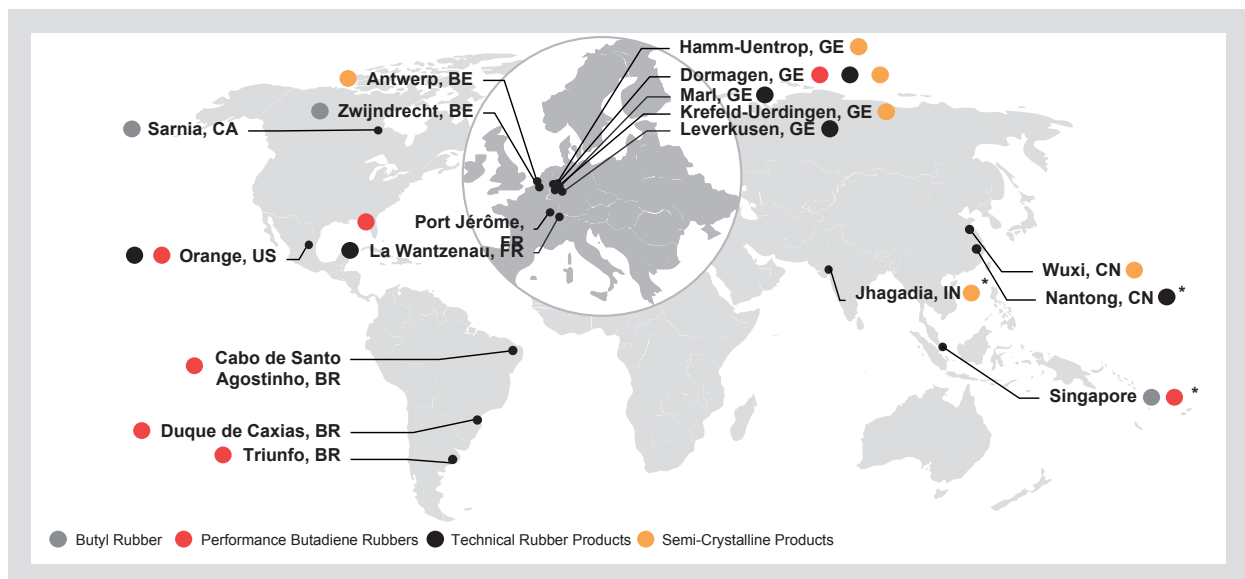 Hamm-Uentrop, GE
Dormagen, GE
Marl, GE
Krefeld-Uerdingen, GE
Leverkusen, GE
Antwerp, BE
Zwijndrecht, BE
Sarnia, CA
Port Jérôme,
FR
La Wantzenau, FR
Orange, US
Wuxi, CN
Jhagadia, IN *
Nantong, CN *
Cabo de Santo
Agostinho, BR
Singapore *
Duque de Caxias, BR
Triunfo, BR
Butyl Rubber Performance Butadiene Rubbers Technical Rubber Products Semi-Crystalline Products